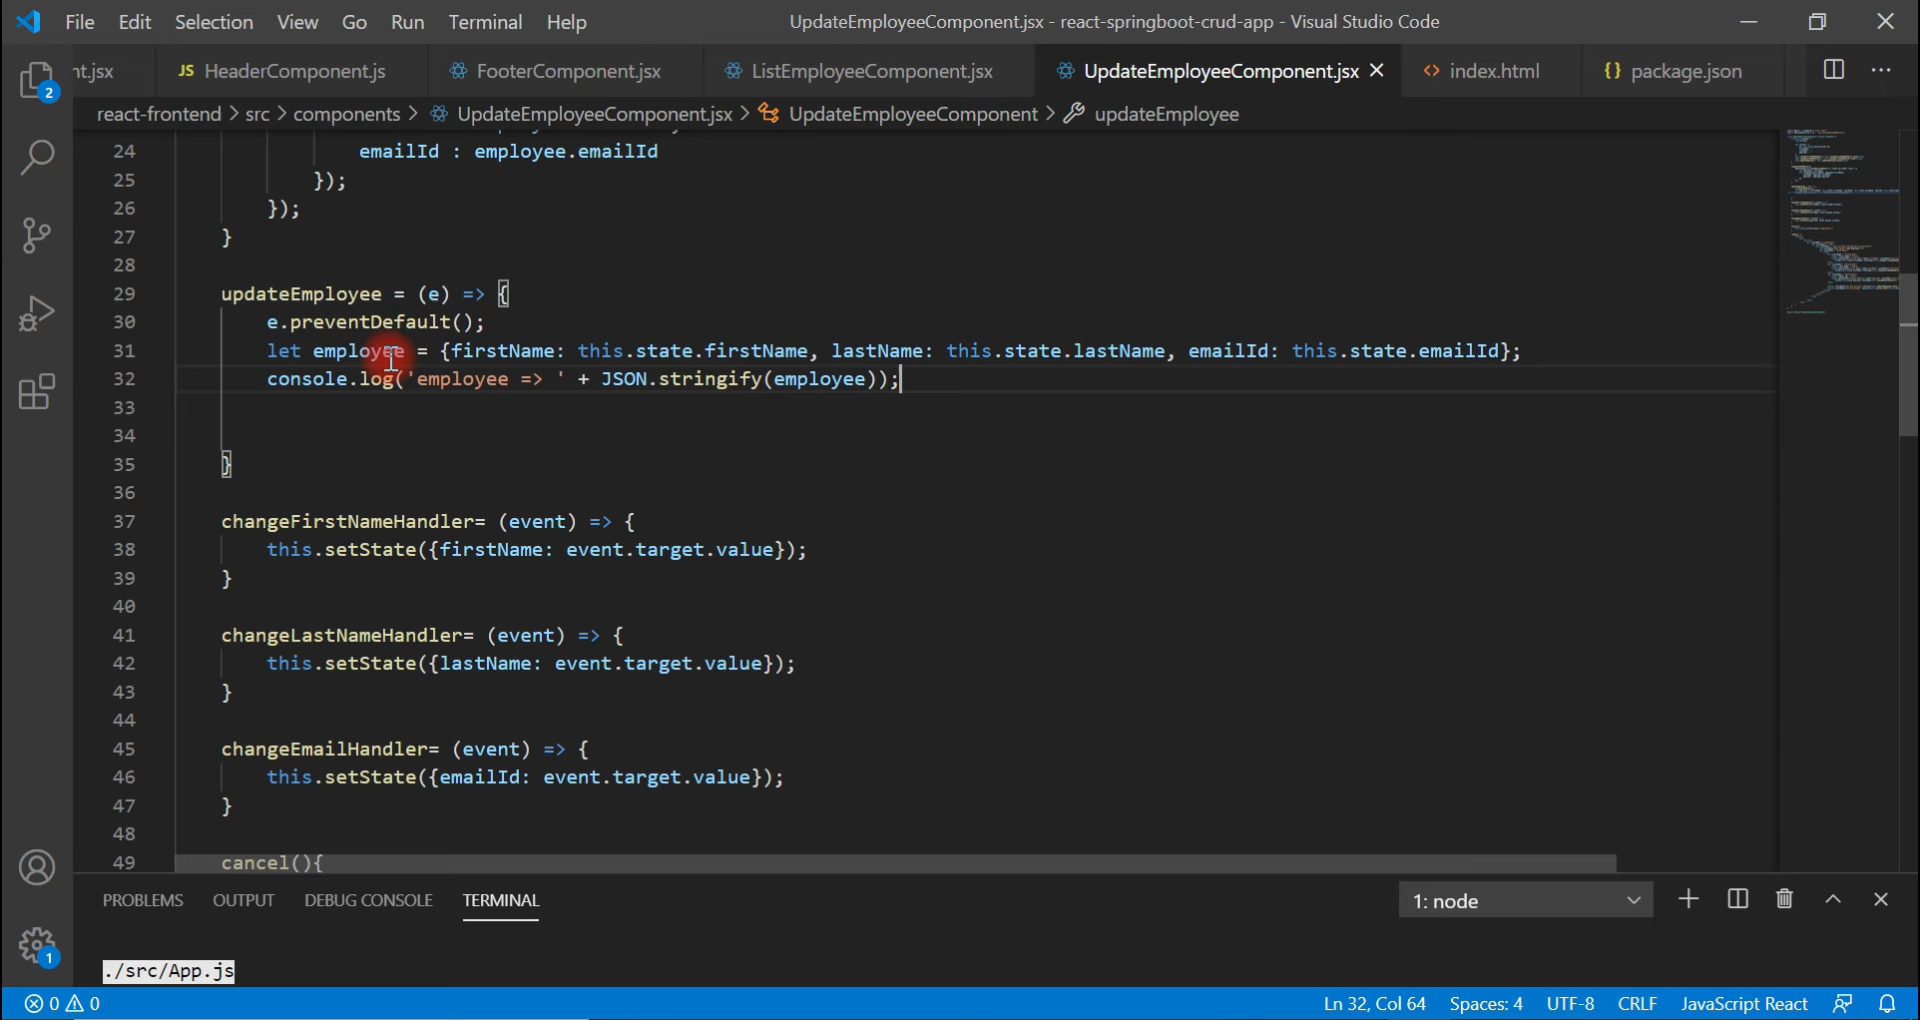 File Edit Selection View Go Run Terminal Help UpdateEmployeeComponent.jsx - react-springboot-crud-app - Visual Studio Code
nt.jsx JS HeaderComponent.js FooterComponent.jsx ListEmployeeComponent.jsx UpdateEmployeeComponent.jsx index.html {} package.json
2
react-frontend > src > components > UpdateEmployeeComponent.jsx > UpdateEmployeeComponent > updateEmployee
24 emailId : employee.emailId
25 });
26 });
27 }
28
29 updateEmployee = (e) => {
30 e.preventDefault();
31 let employee = {firstName: this.state.firstName, lastName: this.state.lastName, emailId: this.state.emailId};
32 console.log('employee => ' + JSON.stringify(employee));
33
34
35 }
36
37 changeFirstNameHandler= (event) => {
38 this.setState({firstName: event.target.value});
39 }
40
41 changeLastNameHandler= (event) => {
42 this.setState({lastName: event.target.value});
43 }
44
45 changeEmailHandler= (event) => {
46 this.setState({emailId: event.target.value});
47 }
48
49 cancel(){
PROBLEMS OUTPUT DEBUG CONSOLE TERMINAL 1: node
1
./src/App.js
0 0 Ln 32, Col 64 Spaces: 4 UTF-8 CRLF JavaScript React